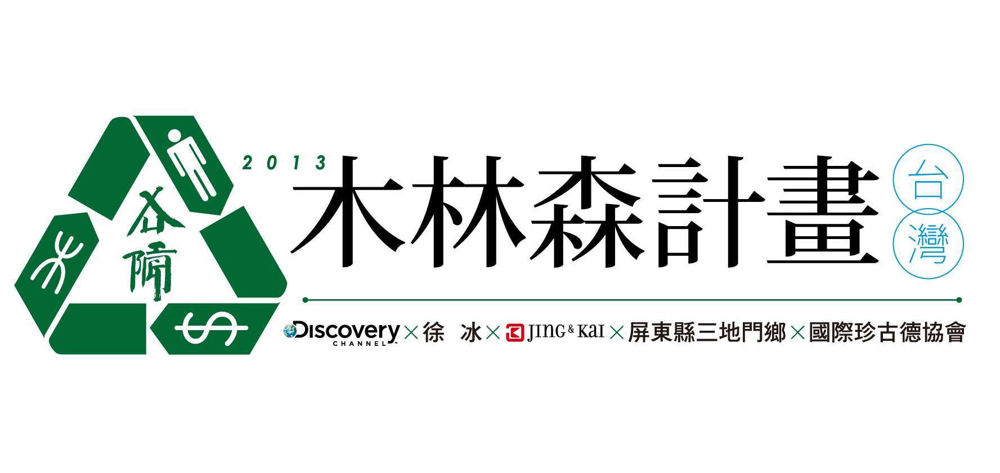 2013
木林森計畫
台灣
Discovery CHANNEL™ × 徐 冰 × JING & KAI × 屏東縣三地門鄉 × 國際珍古德協會